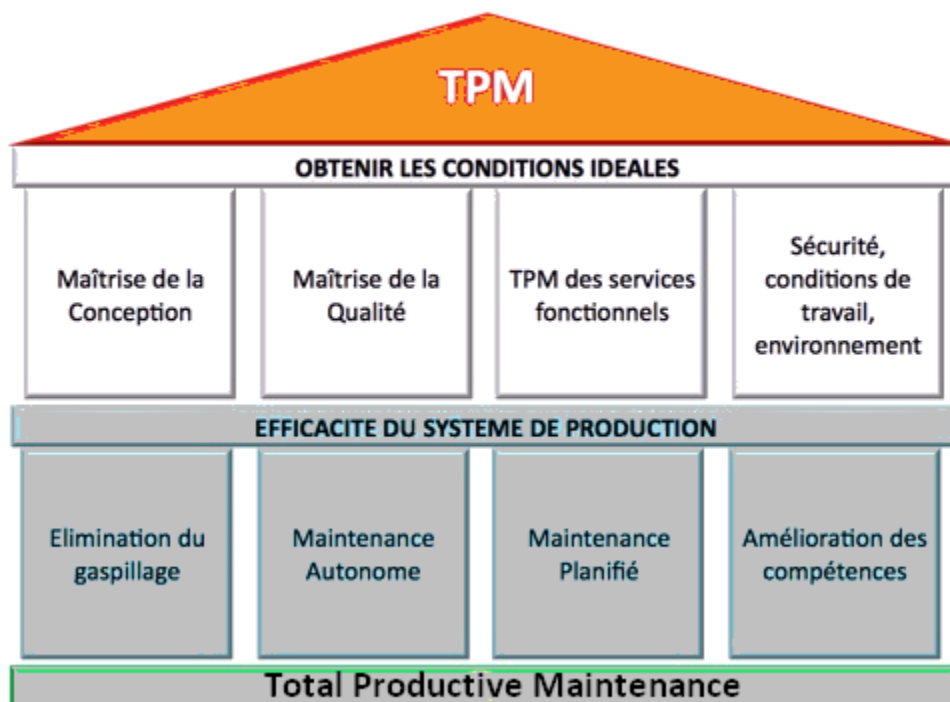 TPM
OBTENIR LES CONDITIONS IDEALES
Maîtrise de la
Conception
Maîtrise de la
Qualité
TPM des services
fonctionnels
Sécurité,
conditions de
travail,
environnement
EFFICACITE DU SYSTEME DE PRODUCTION
Elimination du
gaspillage
Maintenance
Autonome
Maintenance
Planifié
Amélioration des
compétences
Total Productive Maintenance